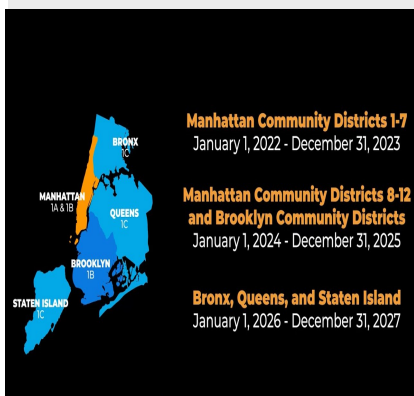 BRONX
1C
MANHATTAN
1A & 1B
QUEENS
1C
BROOKLYN
1B
STATEN ISLAND
1C
Manhattan Community Districts 1-7
January 1, 2022 - December 31, 2023
Manhattan Community Districts 8-12
and Brooklyn Community Districts
January 1, 2024 - December 31, 2025
Bronx, Queens, and Staten Island
January 1, 2026 - December 31, 2027